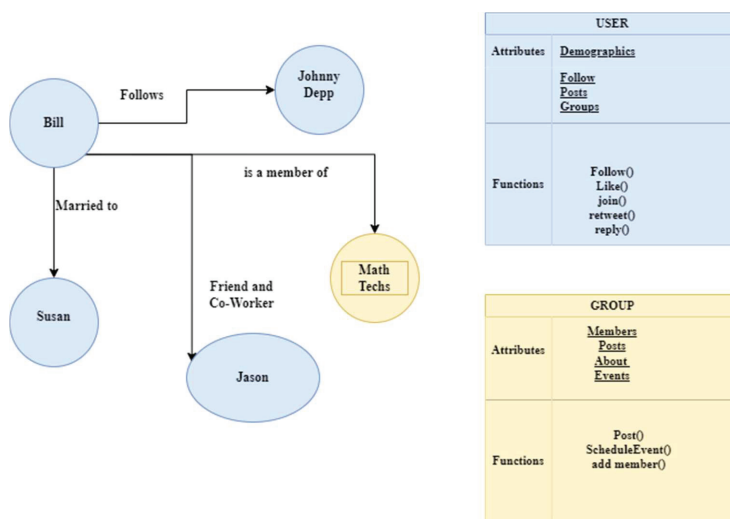 Johnny
Depp
Follows
Bill
is a member of
Married to
Math
Techs
Friend and
Co-Worker
Susan
Jason
USER
Attributes
Demographics
Follow
Posts
Groups
Functions
Follow()
Like()
join()
retweet()
reply()
GROUP
Attributes
Members
Posts
About
Events
Functions
Post()
ScheduleEvent()
add member()